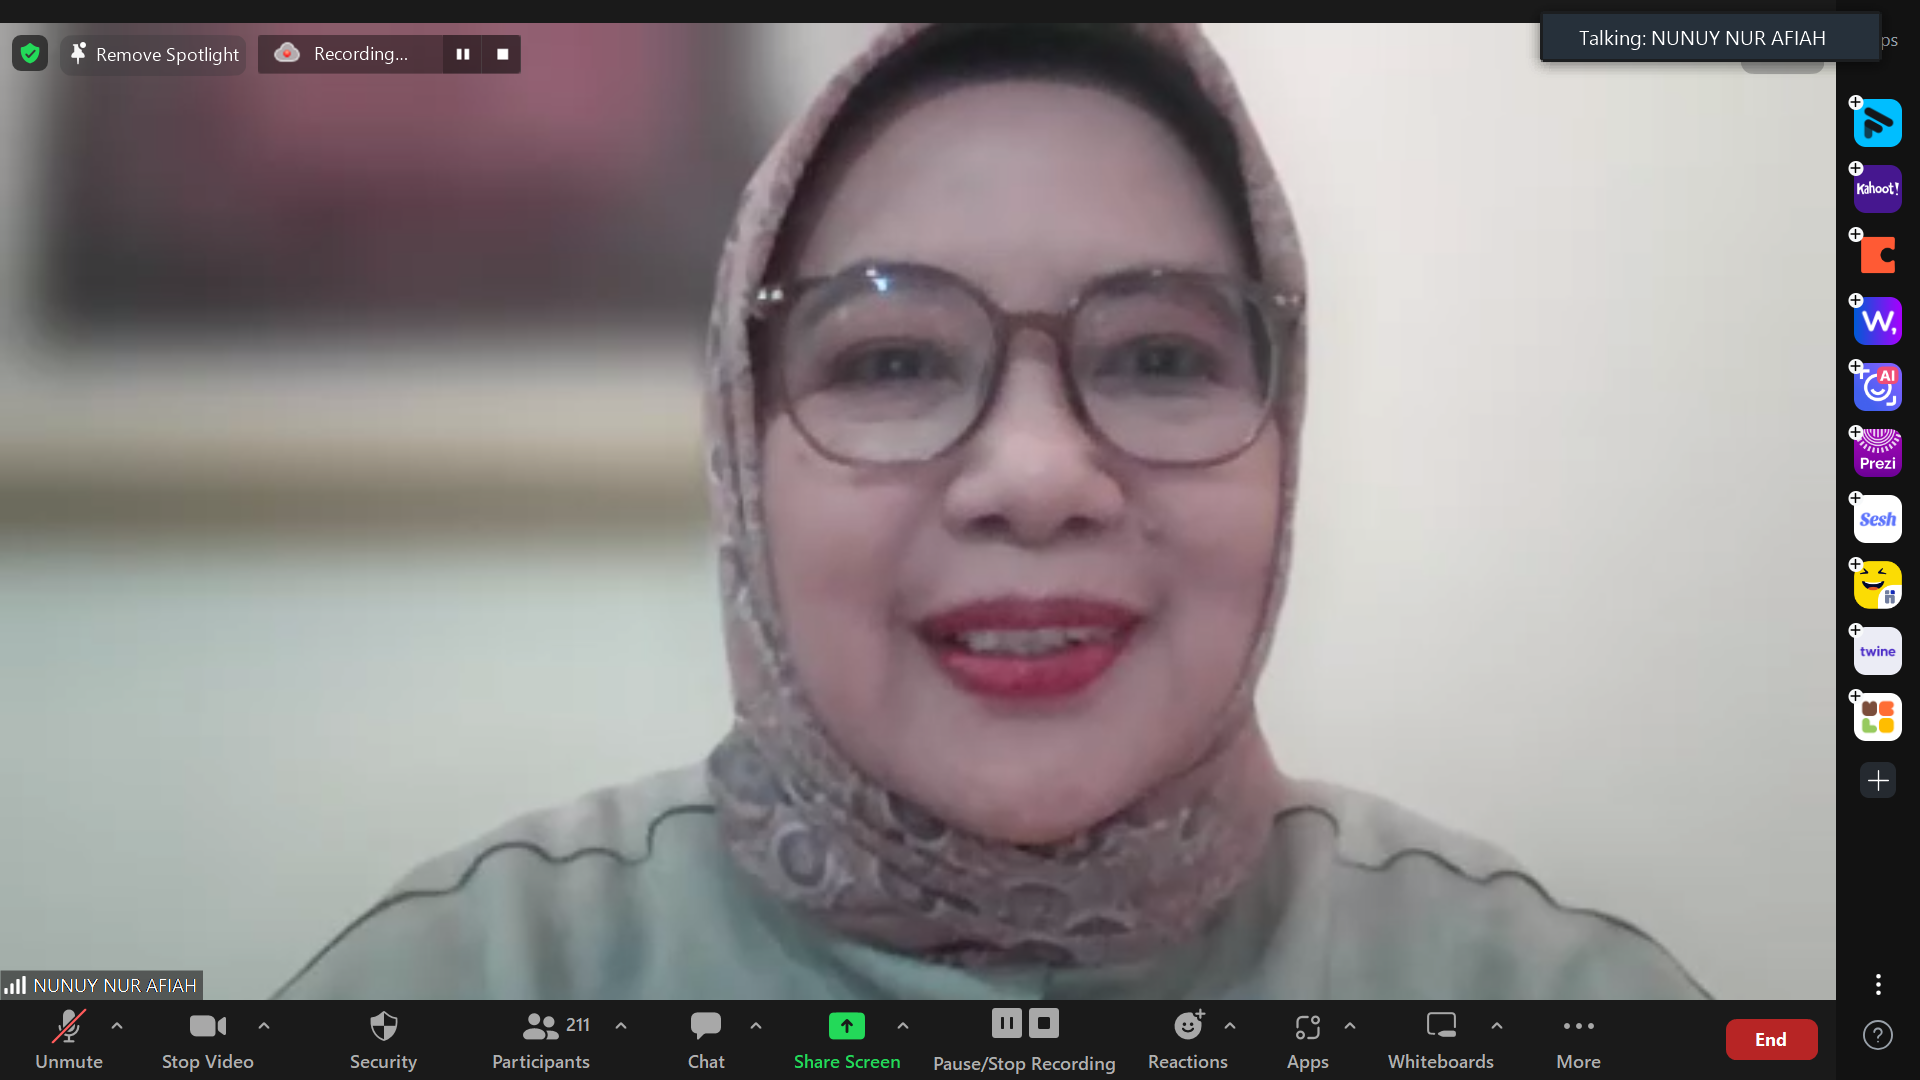 Remove Spotlight
Recording...
Talking: NUNUY NUR AFIAH
ps
Kahoot!
W,
AI
Prezi
Sesh
twine
NUNUY NUR AFIAH
211
Unmute
Stop Video
Security
Participants
Chat
Share Screen
Pause/Stop Recording
Reactions
Apps
Whiteboards
More
End